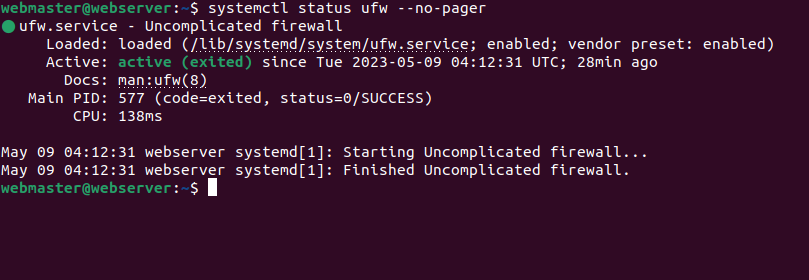 webmaster@webserver:~$ systemctl status ufw --no-pager
● ufw.service - Uncomplicated firewall
     Loaded: loaded (/lib/systemd/system/ufw.service; enabled; vendor preset: enabled)
     Active: active (exited) since Tue 2023-05-09 04:12:31 UTC; 28min ago
       Docs: man:ufw(8)
   Main PID: 577 (code=exited, status=0/SUCCESS)
        CPU: 138ms

May 09 04:12:31 webserver systemd[1]: Starting Uncomplicated firewall...
May 09 04:12:31 webserver systemd[1]: Finished Uncomplicated firewall.
webmaster@webserver:~$